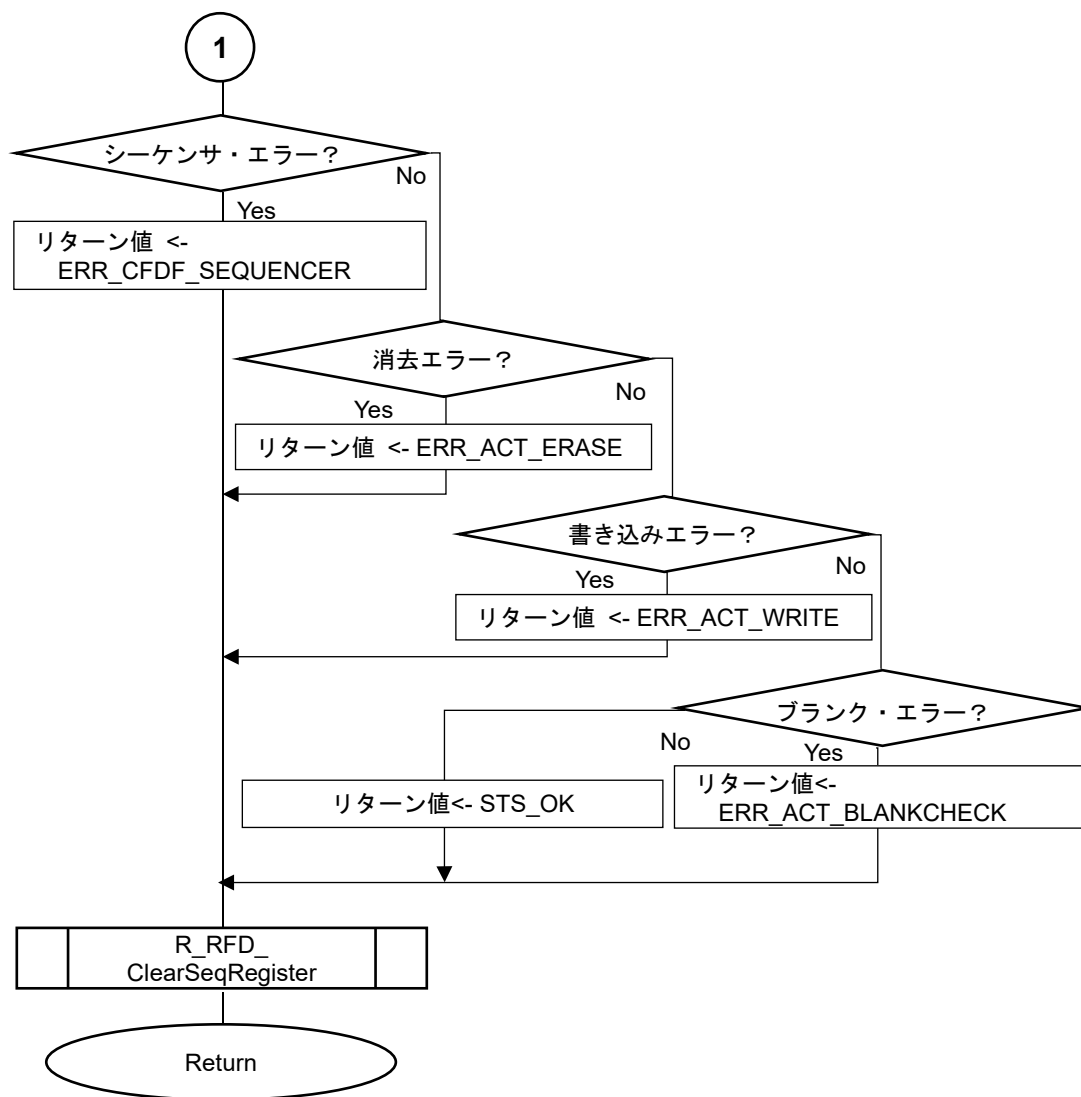 1
シーケンサ・エラー？
No
Yes
リターン値 <-
ERR_CFDF_SEQUENCER
消去エラー？
No
Yes
リターン値 <- ERR_ACT_ERASE
書き込みエラー？
No
Yes
リターン値 <- ERR_ACT_WRITE
ブランク・エラー？
No
Yes
リターン値<- STS_OK
リターン値<-
ERR_ACT_BLANKCHECK
R_RFD_
ClearSeqRegister
Return